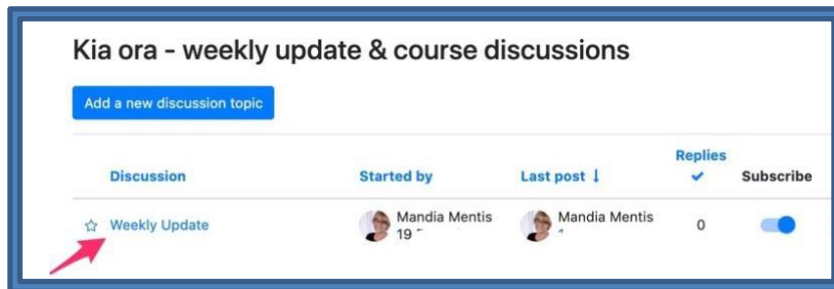 Kia ora - weekly update & course discussions
Add a new discussion topic
Replies
Discussion Started by Last post ↓ Subscribe
Weekly Update Mandia Mentis Mandia Mentis 0
19